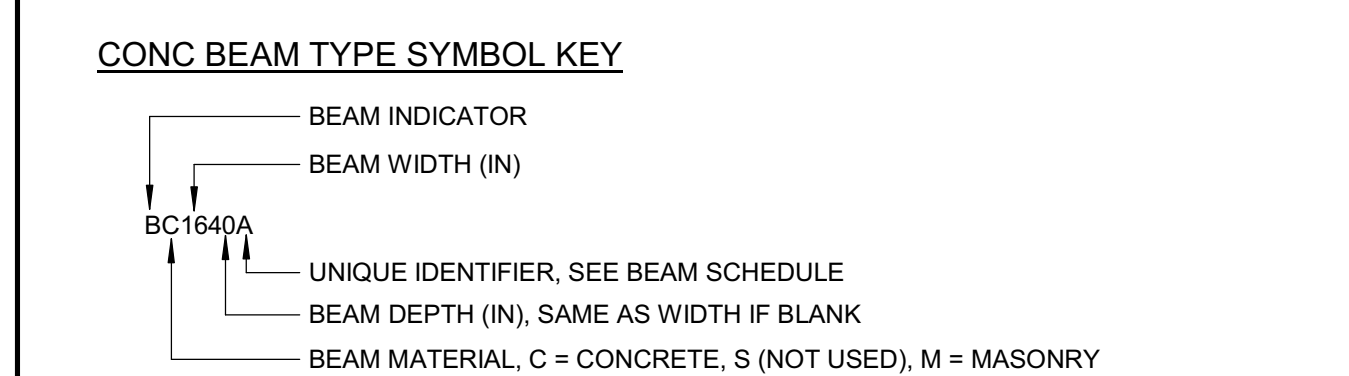 CONC BEAM TYPE SYMBOL KEY
BEAM INDICATOR
BEAM WIDTH (IN)
BC1640A
UNIQUE IDENTIFIER, SEE BEAM SCHEDULE
BEAM DEPTH (IN), SAME AS WIDTH IF BLANK
BEAM MATERIAL, C = CONCRETE, S (NOT USED), M = MASONRY